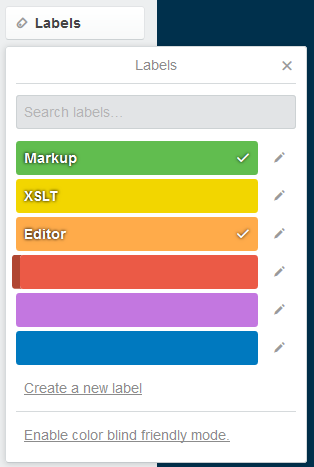 Labels
Labels
Search labels...
Markup
XSLT
Editor
Create a new label
Enable color blind friendly mode.